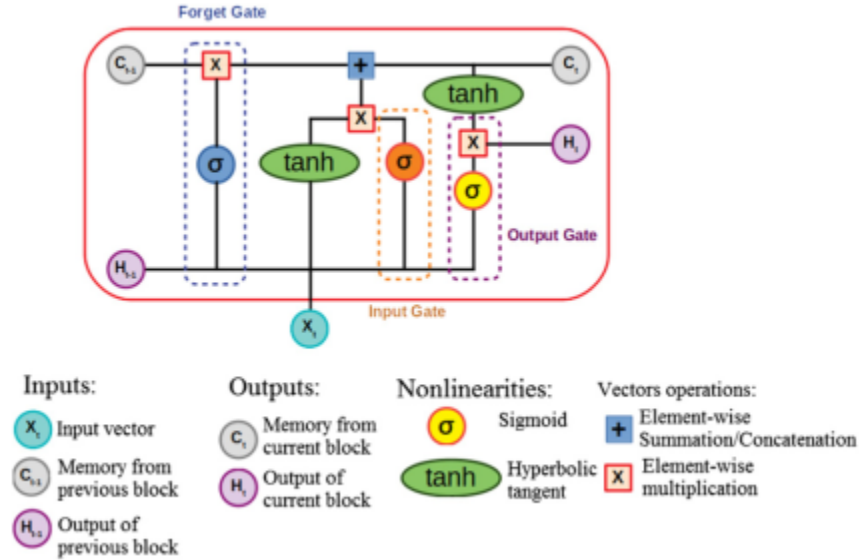 Forget Gate
Ct-1
X
+
Ct
tanh
X
X
Ht
σ
tanh
σ
σ
Output Gate
Ht-1
Input Gate
Xt
Inputs:
Xt Input vector
Ct-1 Memory from
previous block
Ht-1 Output of
previous block
Outputs:
Ct Memory from
current block
Ht Output of
current block
Nonlinearities:
σ Sigmoid
tanh Hyperbolic
tangent
Vectors operations:
+ Element-wise
Summation/Concatenation
X Element-wise
multiplication